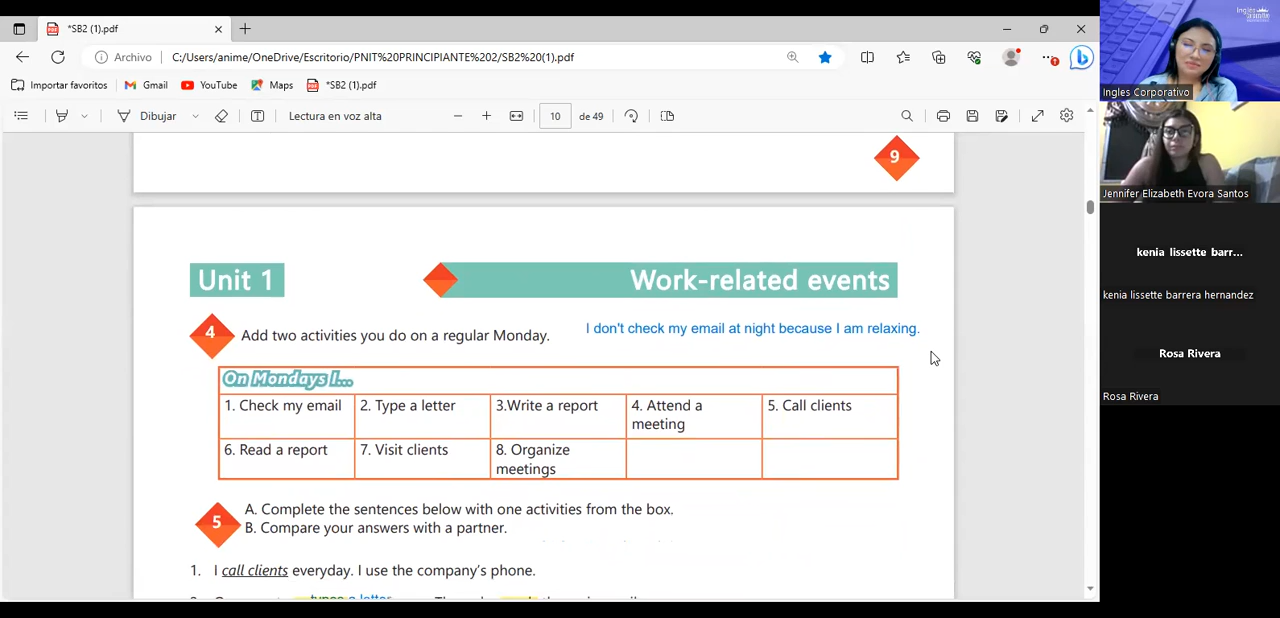 *SB2 (1).pdf
Archivo
C:/Users/anime/OneDrive/Escritorio/PNIT%20PRINCIPIANTE%202/SB2%20(1).pdf
Importar favoritos
Gmail
YouTube
Maps
*SB2 (1).pdf
Dibujar
Lectura en voz alta
10
de 49
9
Unit 1
Work-related events
4
Add two activities you do on a regular Monday.
I don't check my email at night because I am relaxing.
On Mondays I...
1. Check my email
2. Type a letter
3.Write a report
4. Attend a
meeting
5. Call clients
6. Read a report
7. Visit clients
8. Organize
meetings
5
A. Complete the sentences below with one activities from the box.
B. Compare your answers with a partner.
1. I call clients everyday. I use the company's phone.
Ingles Corporativo
Jennifer Elizabeth Evora Santos
kenia lissette barr...
kenia lissette barrera hernandez
Rosa Rivera
Rosa Rivera